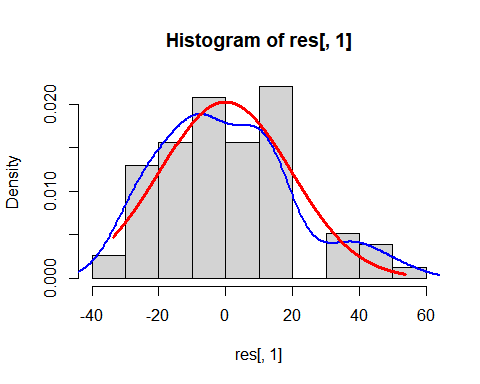 Histogram of res[, 1]
Density
0.020
0.010
0.000
-40 -20 0 20 40 60
res[, 1]